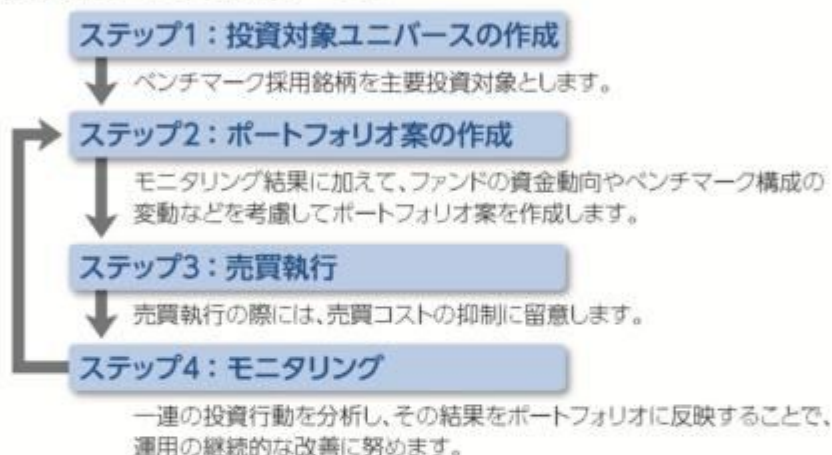 ステップ1：投資対象ユニバースの作成
ベンチマーク採用銘柄を主要投資対象とします。
ステップ2：ポートフォリオ案の作成
モニタリング結果に加えて、ファンドの資金動向やベンチマーク構成の
変動などを考慮してポートフォリオ案を作成します。
ステップ3：売買執行
売買執行の際には、売買コストの抑制に留意します。
ステップ4：モニタリング
一連の投資行動を分析し、その結果をポートフォリオに反映することで、
運用の継続的な改善に努めます。